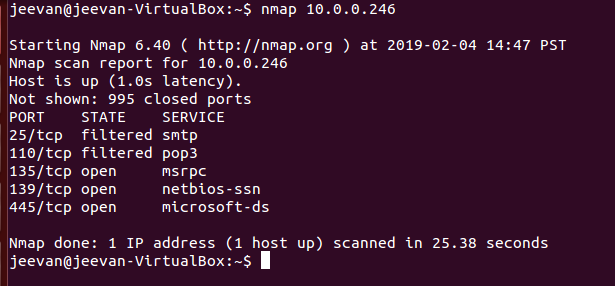 jeevan@jeevan-VirtualBox:~$ nmap 10.0.0.246
Starting Nmap 6.40 ( http://nmap.org ) at 2019-02-04 14:47 PST
Nmap scan report for 10.0.0.246
Host is up (1.0s latency).
Not shown: 995 closed ports
PORT    STATE    SERVICE
25/tcp  filtered smtp
110/tcp filtered pop3
135/tcp open     msrpc
139/tcp open     netbios-ssn
445/tcp open     microsoft-ds
Nmap done: 1 IP address (1 host up) scanned in 25.38 seconds
jeevan@jeevan-VirtualBox:~$